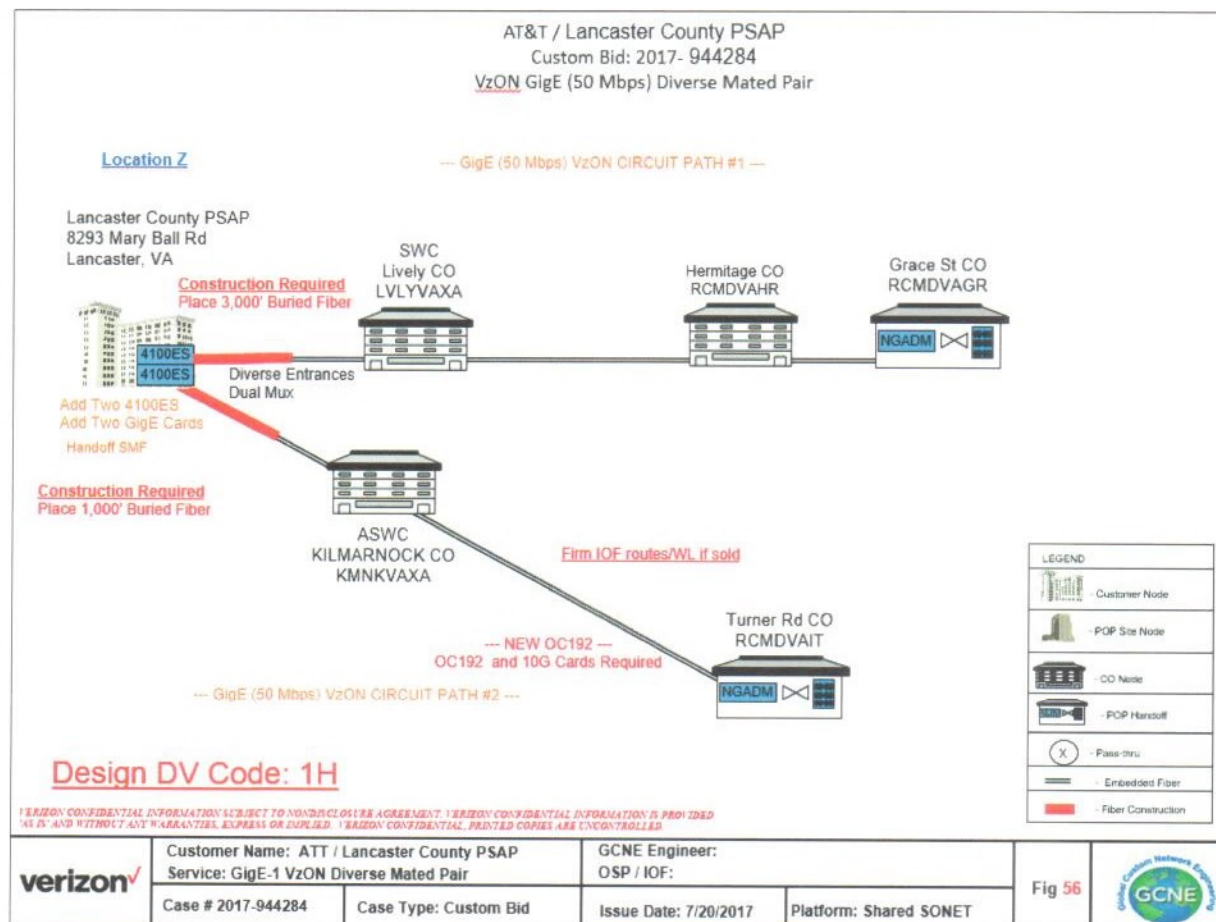 AT&T / Lancaster County PSAP
Custom Bid: 2017- 944284
VzON GigE (50 Mbps) Diverse Mated Pair
Location Z
--- GigE (50 Mbps) VzON CIRCUIT PATH #1 ---
Lancaster County PSAP
8293 Mary Ball Rd
Lancaster, VA
Construction Required
Place 3,000' Buried Fiber
SWC
Lively CO
LVLYVAXA
Hermitage CO
RCMDVAHR
Grace St CO
RCMDVAGR
NGADM
4100ES
4100ES
Diverse Entrances
Dual Mux
Add Two 4100ES
Add Two GigE Cards
Handoff SMF
Construction Required
Place 1,000' Buried Fiber
ASWC
KILMARNOCK CO
KMNKVAXA
Firm IOF routes/WL if sold
Turner Rd CO
RCMDVAIT
NGADM
--- NEW OC192 ---
OC192 and 10G Cards Required
--- GigE (50 Mbps) VzON CIRCUIT PATH #2 ---
LEGEND
- Customer Node
- POP Site Node
- CO Node
- POP Handoff
X - Pass-thru
- Embedded Fiber
- Fiber Construction
Design DV Code: 1H
VERIZON CONFIDENTIAL INFORMATION SUBJECT TO NONDISCLOSURE AGREEMENT. VERIZON CONFIDENTIAL INFORMATION IS PROVIDED
'AS IS' AND WITHOUT ANY WARRANTIES, EXPRESS OR IMPLIED. VERIZON CONFIDENTIAL, PRINTED COPIES ARE UNCONTROLLED.
verizon
Customer Name: ATT / Lancaster County PSAP
Service: GigE-1 VzON Diverse Mated Pair
GCNE Engineer:
OSP / IOF:
Case # 2017-944284
Case Type: Custom Bid
Issue Date: 7/20/2017
Platform: Shared SONET
Fig 56
Global Custom Network Engineering
GCNE